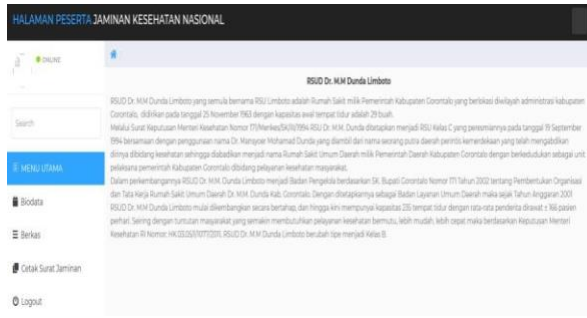 HALAMAN PESERTA JAMINAN KESEHATAN NASIONAL
ONLINE
Search
MENU UTAMA
Biodata
Berkas
Cetak Surat Jaminan
Logout
RSUD Dr. M.M Dunda Limboto
RSUD Dr. M.M Dunda Limboto yang semula bernama RSU Limboto adalah Rumah Sakit milik Pemerintah Kabupaten Gorontalo yang berlokasi diwilayah administrasi kabupaten
Gorontalo, didirikan pada tanggal 25 November 1963 dengan kapasitas awal tempat tidur adalah 29 buah.
Melalui Surat Keputusan Menteri Kesehatan Nomor RSU Dr. M.M. Dunda ditetapkan menjadi RSU Kelas C yang peresmiannya pada tanggal 19 September
1994 bersamaan dengan penggunaan nama Dr. Mansyoer Mohamad Dunda yang diambil dari nama seorang putra daerah perintis kemerdekaan yang telah mengabdikan
dirinya dibidang kesehatan sehingga diabadikan menjadi nama Rumah Sakit Umum Daerah milik Pemerintah Daerah Kabupaten Gorontalo dengan berkedudukan sebagai unit
pelaksana pemerintah Kabupaten Gorontalo dibidang pelayanan kesehatan masyarakat.
Dalam perkembangannya RSUD Dr. M.M. Dunda Limboto menjadi Badan Pengelola berdasarkan SK. Bupati Gorontalo Nomor 171 Tahun 2002 tentang Pembentukan Organisasi
dan Tata Kerja Rumah Sakit Umum Daerah Dr. M.M. Dunda Kab. Gorontalo. Dengan ditetapkannya sebagai Badan Layanan Umum Daerah maka sejak Tahun Anggaran 2001
RSUD Dr. M.M Dunda Limboto mulai dikembangkan secara bertahap, dan hingga kini mempunyai kapasitas 235 tempat tidur dengan rata-rata penderita dirawat ± 166 pasien
perhari. Seiring dengan tuntutan masyarakat yang semakin membutuhkan pelayanan kesehatan bermutu, lebih mudah, lebih cepat maka berdasarkan Keputusan Menteri
Kesehatan RI Nomor: RSUD Dr. M.M Dunda Limboto berubah tipe menjadi Kelas B.